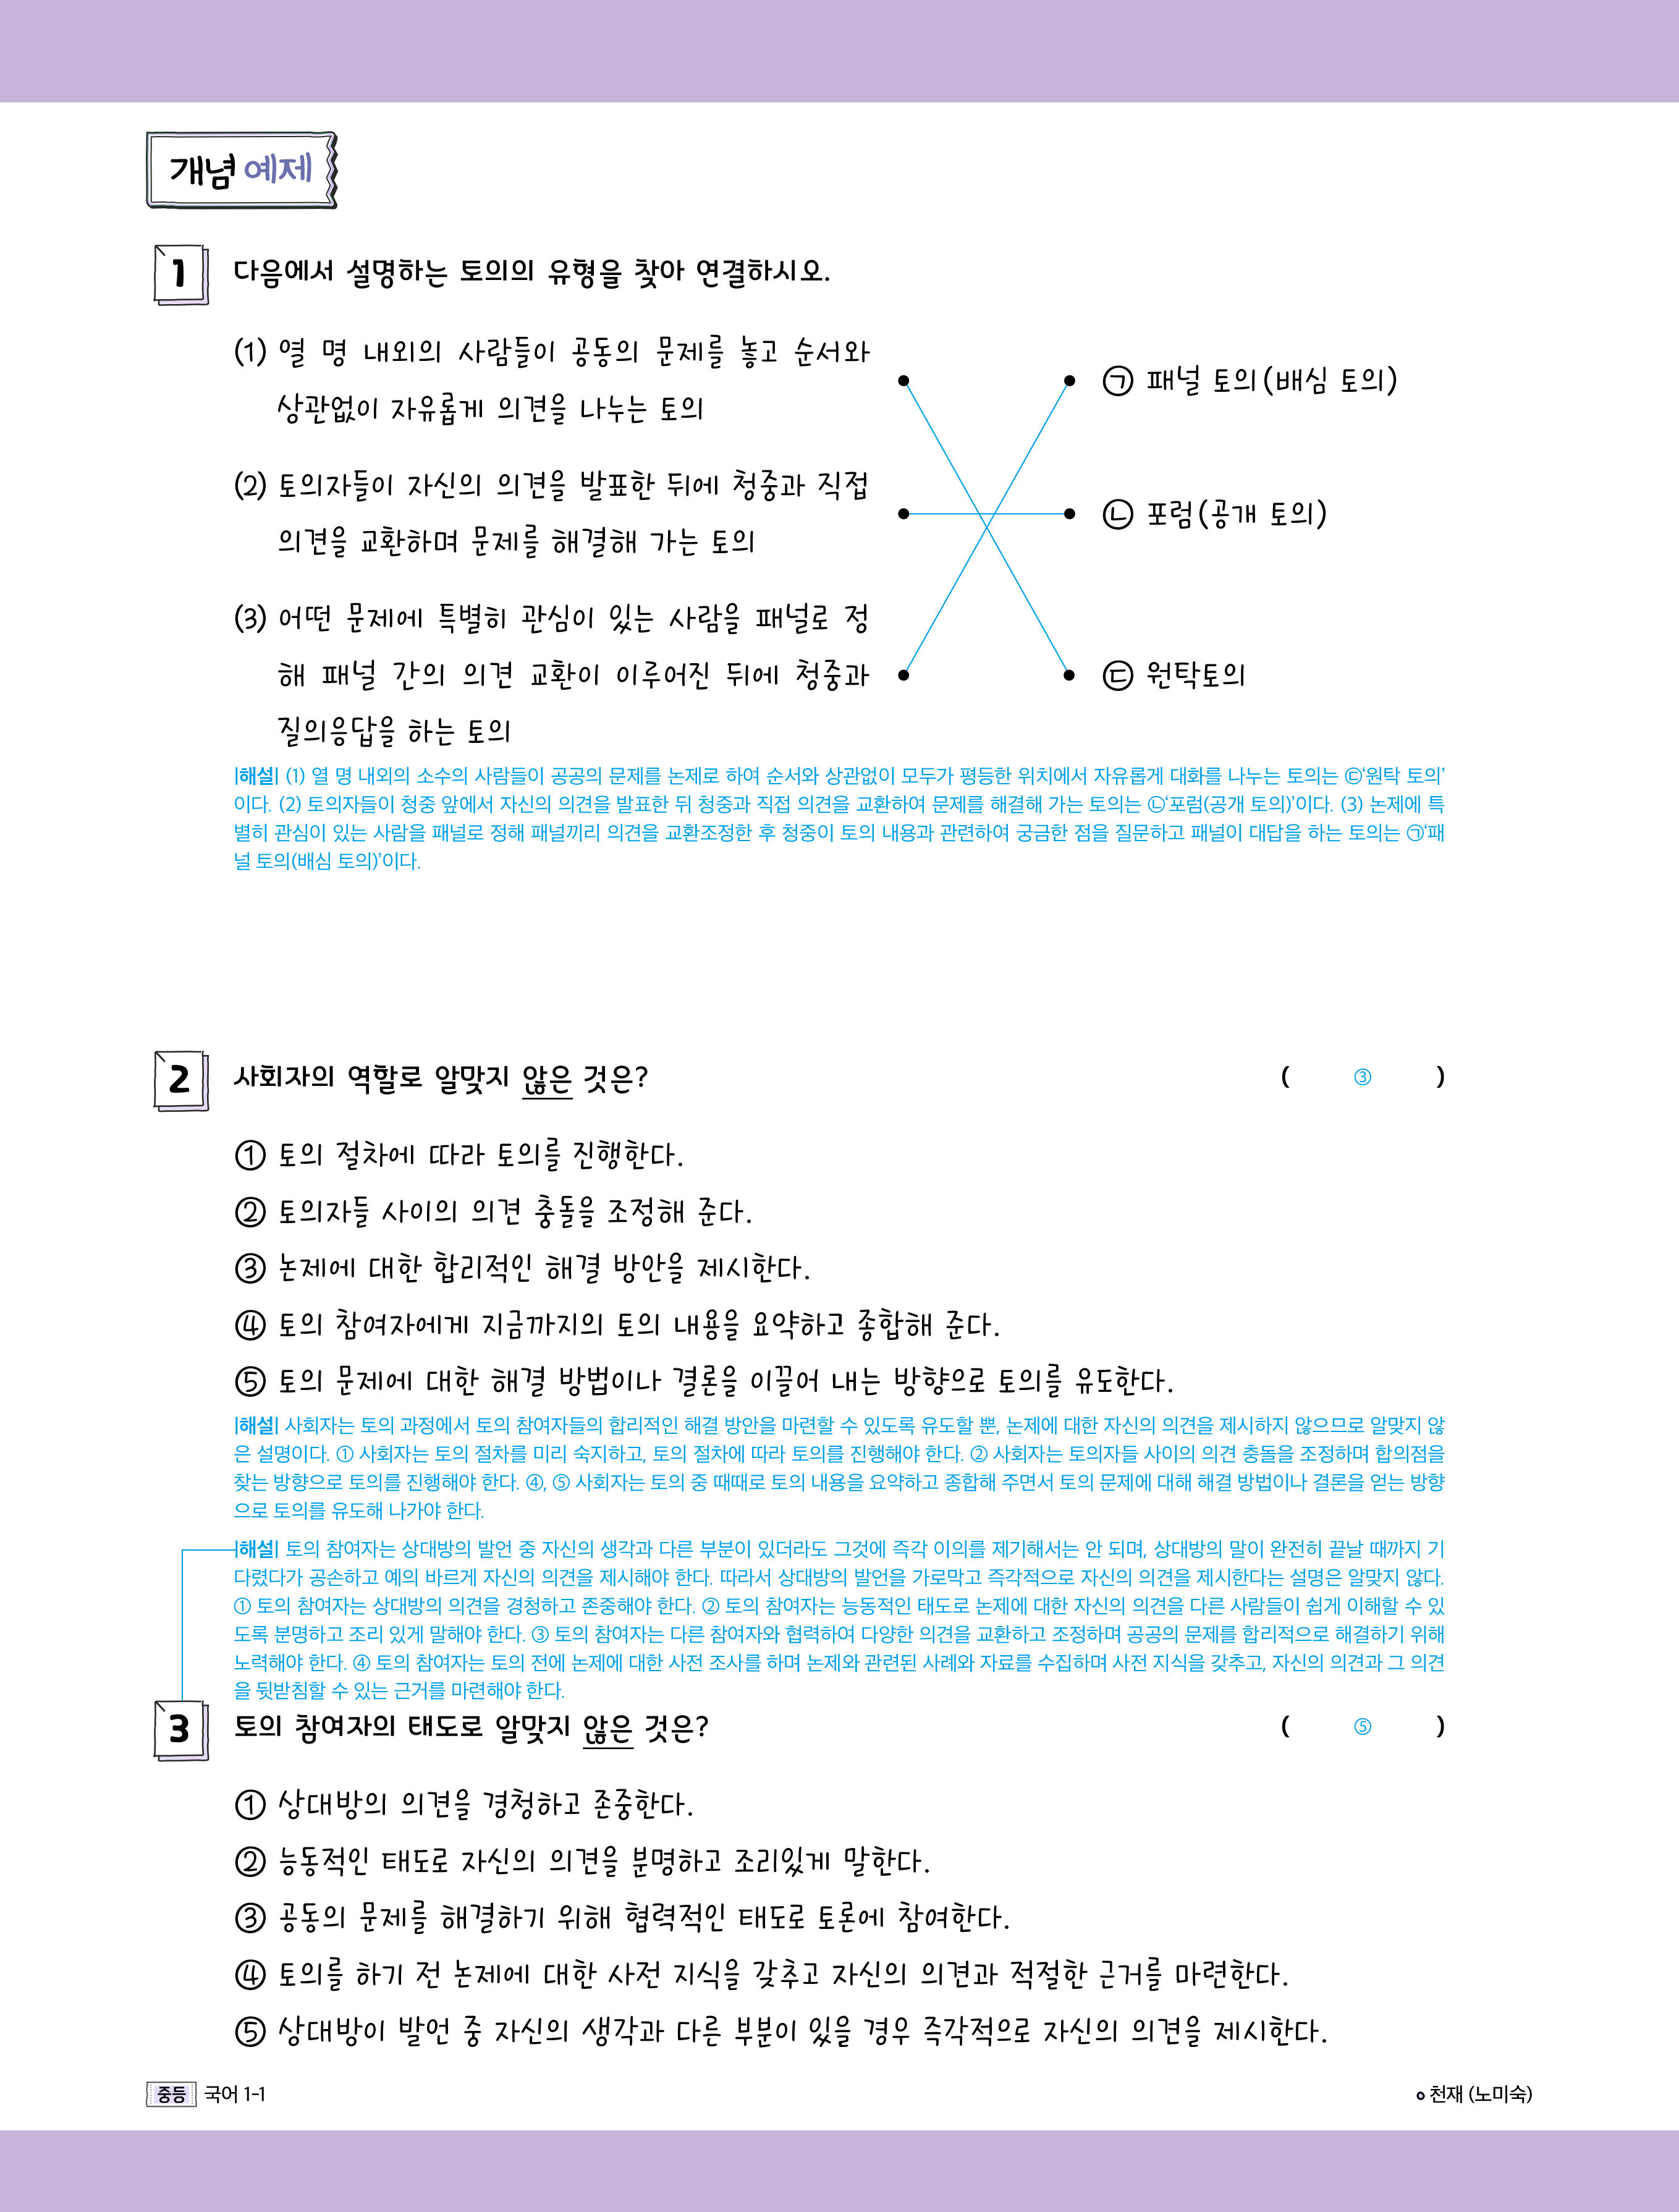 개념 예제
1 다음에서 설명하는 토의의 유형을 찾아 연결하시오.
(1) 열 명 내외의 사람들이 공동의 문제를 놓고 순서와
상관없이 자유롭게 의견을 나누는 토의
㉠ 패널 토의(배심 토의)
(2) 토의자들이 자신의 의견을 발표한 뒤에 청중과 직접
의견을 교환하며 문제를 해결해 가는 토의
㉡ 포럼(공개 토의)
(3) 어떤 문제에 특별히 관심이 있는 사람을 패널로 정
해 패널 간의 의견 교환이 이루어진 뒤에 청중과
질의응답을 하는 토의
㉢ 원탁토의
|해설| (1) 열 명 내외의 소수의 사람들이 공공의 문제를 논제로 하여 순서와 상관없이 모두가 평등한 위치에서 자유롭게 대화를 나누는 토의는 ㉢‘원탁 토의’
이다. (2) 토의자들이 청중 앞에서 자신의 의견을 발표한 뒤 청중과 직접 의견을 교환하여 문제를 해결해 가는 토의는 ㉡‘포럼(공개 토의)’이다. (3) 논제에 특
별히 관심이 있는 사람을 패널로 정해 패널끼리 의견을 교환조정한 후 청중이 토의 내용과 관련하여 궁금한 점을 질문하고 패널이 대답을 하는 토의는 ㉠‘패
널 토의(배심 토의)’이다.
2 사회자의 역할로 알맞지 않은 것은? ( ③ )
① 토의 절차에 따라 토의를 진행한다.
② 토의자들 사이의 의견 충돌을 조정해 준다.
③ 논제에 대한 합리적인 해결 방안을 제시한다.
④ 토의 참여자에게 지금까지의 토의 내용을 요약하고 종합해 준다.
⑤ 토의 문제에 대한 해결 방법이나 결론을 이끌어 내는 방향으로 토의를 유도한다.
|해설| 사회자는 토의 과정에서 토의 참여자들의 합리적인 해결 방안을 마련할 수 있도록 유도할 뿐, 논제에 대한 자신의 의견을 제시하지 않으므로 알맞지 않
은 설명이다. ① 사회자는 토의 절차를 미리 숙지하고, 토의 절차에 따라 토의를 진행해야 한다. ② 사회자는 토의자들 사이의 의견 충돌을 조정하며 합의점을
찾는 방향으로 토의를 진행해야 한다. ④, ⑤ 사회자는 토의 중 때때로 토의 내용을 요약하고 종합해 주면서 토의 문제에 대해 해결 방법이나 결론을 얻는 방향
으로 토의를 유도해 나가야 한다.
|해설| 토의 참여자는 상대방의 발언 중 자신의 생각과 다른 부분이 있더라도 그것에 즉각 이의를 제기해서는 안 되며, 상대방의 말이 완전히 끝날 때까지 기
다렸다가 공손하고 예의 바르게 자신의 의견을 제시해야 한다. 따라서 상대방의 발언을 가로막고 즉각적으로 자신의 의견을 제시한다는 설명은 알맞지 않다.
① 토의 참여자는 상대방의 의견을 경청하고 존중해야 한다. ② 토의 참여자는 능동적인 태도로 논제에 대한 자신의 의견을 다른 사람들이 쉽게 이해할 수 있
도록 분명하고 조리 있게 말해야 한다. ③ 토의 참여자는 다른 참여자와 협력하여 다양한 의견을 교환하고 조정하며 공공의 문제를 합리적으로 해결하기 위해
노력해야 한다. ④ 토의 참여자는 토의 전에 논제에 대한 사전 조사를 하며 논제와 관련된 사례와 자료를 수집하며 사전 지식을 갖추고, 자신의 의견과 그 의견
을 뒷받침할 수 있는 근거를 마련해야 한다.
3 토의 참여자의 태도로 알맞지 않은 것은? ( ⑤ )
① 상대방의 의견을 경청하고 존중한다.
② 능동적인 태도로 자신의 의견을 분명하고 조리있게 말한다.
③ 공동의 문제를 해결하기 위해 협력적인 태도로 토론에 참여한다.
④ 토의를 하기 전 논제에 대한 사전 지식을 갖추고 자신의 의견과 적절한 근거를 마련한다.
⑤ 상대방이 발언 중 자신의 생각과 다른 부분이 있을 경우 즉각적으로 자신의 의견을 제시한다.
중등 국어 1-1
천재 (노미숙)